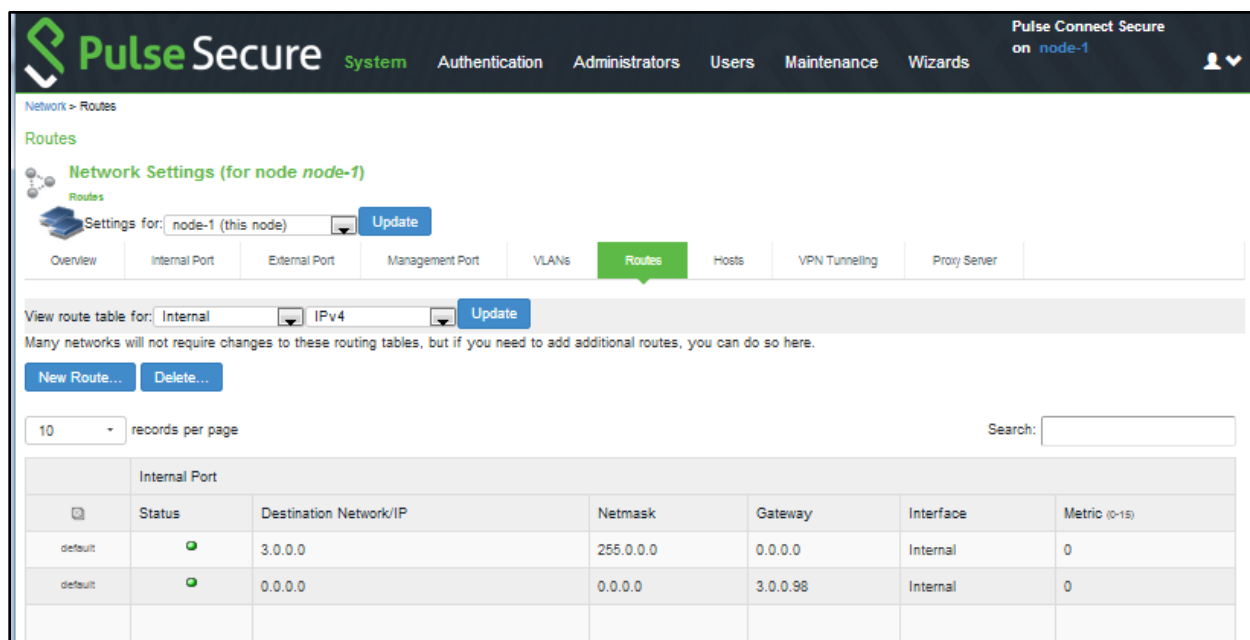 Pulse Secure System Authentication Administrators Users Maintenance Wizards
Pulse Connect Secure
on node-1
Network > Routes
Routes
Network Settings (for node node-1)
Routes
Settings for: node-1 (this node) Update
Overview Internal Port External Port Management Port VLANs Routes Hosts VPN Tunneling Proxy Server
View route table for: Internal IPv4 Update
Many networks will not require changes to these routing tables, but if you need to add additional routes, you can do so here.
New Route... Delete...
10 records per page Search:
Internal Port
Status Destination Network/IP Netmask Gateway Interface Metric (0-15)
default 3.0.0.0 255.0.0.0 0.0.0.0 Internal 0
default 0.0.0.0 0.0.0.0 3.0.0.98 Internal 0